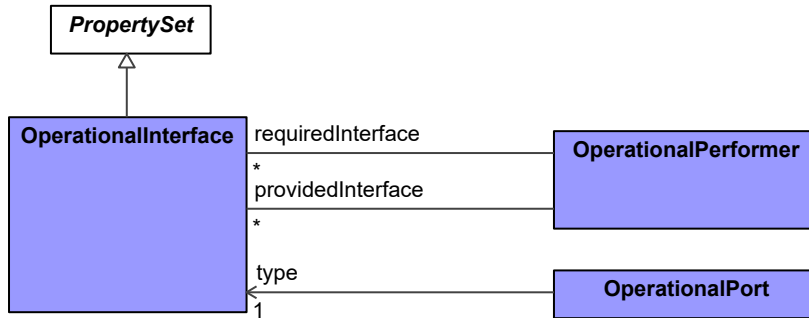 PropertySet
OperationalInterface
requiredInterface
OperationalPerformer
*
providedInterface
*
type
OperationalPort
1